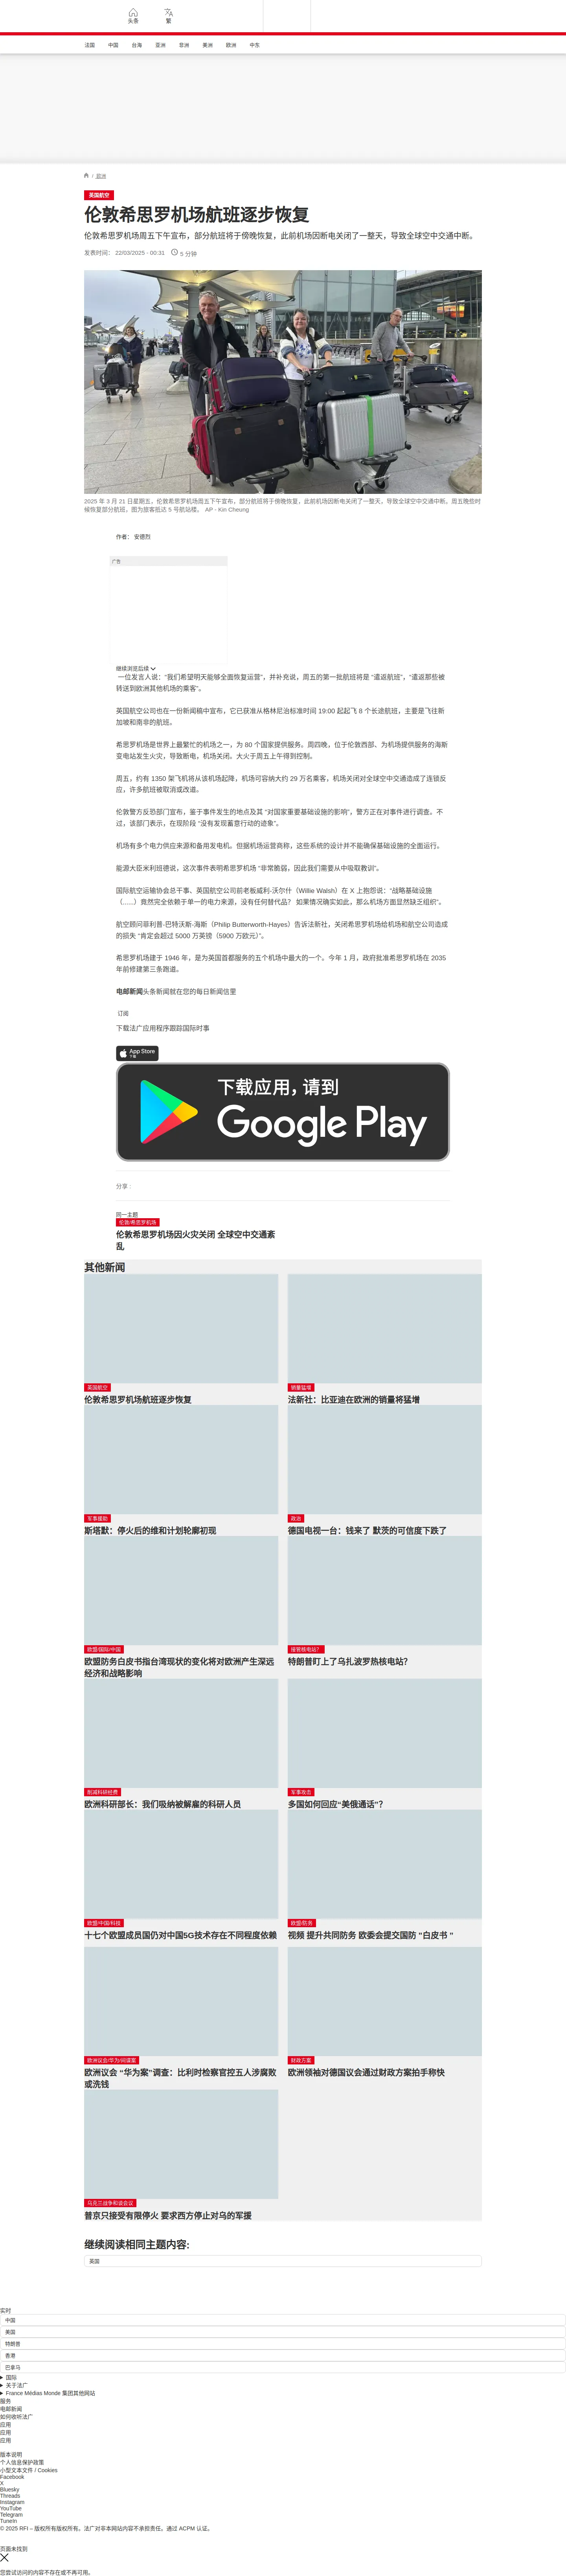 头条
繁
法国 中国 台海 亚洲 非洲 美洲 欧洲 中东
/ 欧洲
英国航空
伦敦希思罗机场航班逐步恢复
伦敦希思罗机场周五下午宣布，部分航班将于傍晚恢复，此前机场因断电关闭了一整天，导致全球空中交通中断。
发表时间： 22/03/2025 - 00:31
5 分钟
2025 年 3 月 21 日星期五，伦敦希思罗机场周五下午宣布，部分航班将于傍晚恢复，此前机场因断电关闭了一整天，导致全球空中交通中断。周五晚些时
候恢复部分航班，图为旅客抵达 5 号航站楼。 AP - Kin Cheung
作者： 安德烈
广告
继续浏览后续
一位发言人说：“我们希望明天能够全面恢复运营”，并补充说，周五的第一批航班将是 “遣返航班”，“遣返那些被
转送到欧洲其他机场的乘客”。
英国航空公司也在一份新闻稿中宣布，它已获准从格林尼治标准时间 19:00 起起飞 8 个长途航班，主要是飞往新
加坡和南非的航班。
希思罗机场是世界上最繁忙的机场之一，为 80 个国家提供服务。周四晚，位于伦敦西部、为机场提供服务的海斯
变电站发生火灾，导致断电，机场关闭。大火于周五上午得到控制。
周五，约有 1350 架飞机将从该机场起降，机场可容纳大约 29 万名乘客，机场关闭对全球空中交通造成了连锁反
应，许多航班被取消或改道。
伦敦警方反恐部门宣布，鉴于事件发生的地点及其 “对国家重要基础设施的影响”，警方正在对事件进行调查。不
过，该部门表示，在现阶段 “没有发现蓄意行动的迹象”。
机场有多个电力供应来源和备用发电机。但据机场运营商称，这些系统的设计并不能确保基础设施的全面运行。
能源大臣米利班德说，这次事件表明希思罗机场 “非常脆弱，因此我们需要从中吸取教训”。
国际航空运输协会总干事、英国航空公司前老板威利-沃尔什（Willie Walsh）在 X 上抱怨说：“战略基础设施
（......）竟然完全依赖于单一的电力来源，没有任何替代品？ 如果情况确实如此，那么机场方面显然缺乏组织”。
航空顾问菲利普-巴特沃斯-海斯（Philip Butterworth-Hayes）告诉法新社，关闭希思罗机场给机场和航空公司造成
的损失 “肯定会超过 5000 万英镑（5900 万欧元）”。
希思罗机场建于 1946 年，是为英国首都服务的五个机场中最大的一个。今年 1 月，政府批准希思罗机场在 2035
年前修建第三条跑道。
电邮新闻头条新闻就在您的每日新闻信里
订阅
下载法广应用程序跟踪国际时事
App Store
下载
下载应用，请到
Google Play
分享 :
同一主题
伦敦/希思罗机场
伦敦希思罗机场因火灾关闭 全球空中交通紊
乱
其他新闻
英国航空
伦敦希思罗机场航班逐步恢复
销量猛增
法新社：比亚迪在欧洲的销量将猛增
军事援助
斯塔默：停火后的维和计划轮廓初现
政治
德国电视一台：钱来了 默茨的可信度下跌了
欧盟/国际/中国
欧盟防务白皮书指台湾现状的变化将对欧洲产生深远
经济和战略影响
接管核电站？
特朗普盯上了乌扎波罗热核电站？
削减科研经费
欧洲科研部长：我们吸纳被解雇的科研人员
军事攻击
多国如何回应“美俄通话”？
欧盟/中国/科技
十七个欧盟成员国仍对中国5G技术存在不同程度依赖
欧盟/防务
视频 提升共同防务 欧委会提交国防 "白皮书 "
欧洲议会/华为/间谍案
欧洲议会 “华为案”调查：比利时检察官控五人涉腐败
或洗钱
财政方案
欧洲领袖对德国议会通过财政方案拍手称快
乌克兰战争和谐会议
普京只接受有限停火 要求西方停止对乌的军援
继续阅读相同主题内容:
英国
实时
中国
美国
特朗普
香港
巴拿马
国际
关于法广
France Médias Monde 集团其他网站
服务
电邮新闻
如何收听法广
应用
应用
应用
版本说明
个人信息保护政策
小型文本文件 / Cookies
Facebook
X
Bluesky
Threads
Instagram
YouTube
Telegram
TuneIn
© 2025 RFI – 版权所有版权所有。法广对非本网站内容不承担责任。通过 ACPM 认证。
页面未找到
您尝试访问的内容不存在或不再可用。